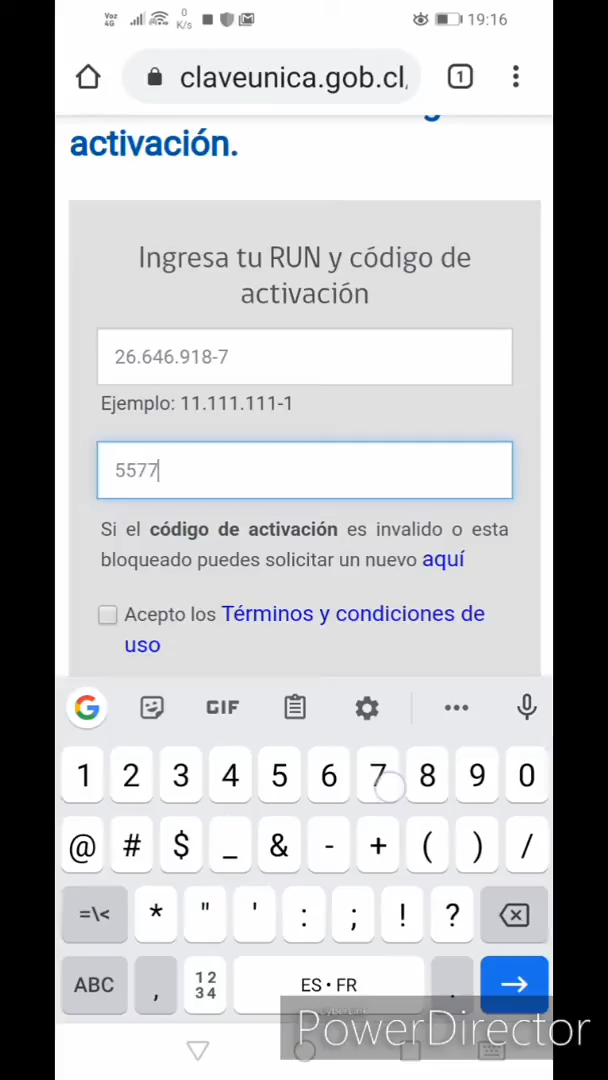 Voz 4G 0 K/s 19:16
claveunica.gob.cl, 1
activación.
Ingresa tu RUN y código de
activación
26.646.918-7
Ejemplo: 11.111.111-1
5577
Si el código de activación es invalido o esta
bloqueado puedes solicitar un nuevo aquí
Acepto los Términos y condiciones de
uso
G GIF
1 2 3 4 5 6 7 8 9 0
@ # $ _ & - + ( ) /
=\< * " ' : ; ! ?
ABC , 12 34 ES • FR .
PowerDirector